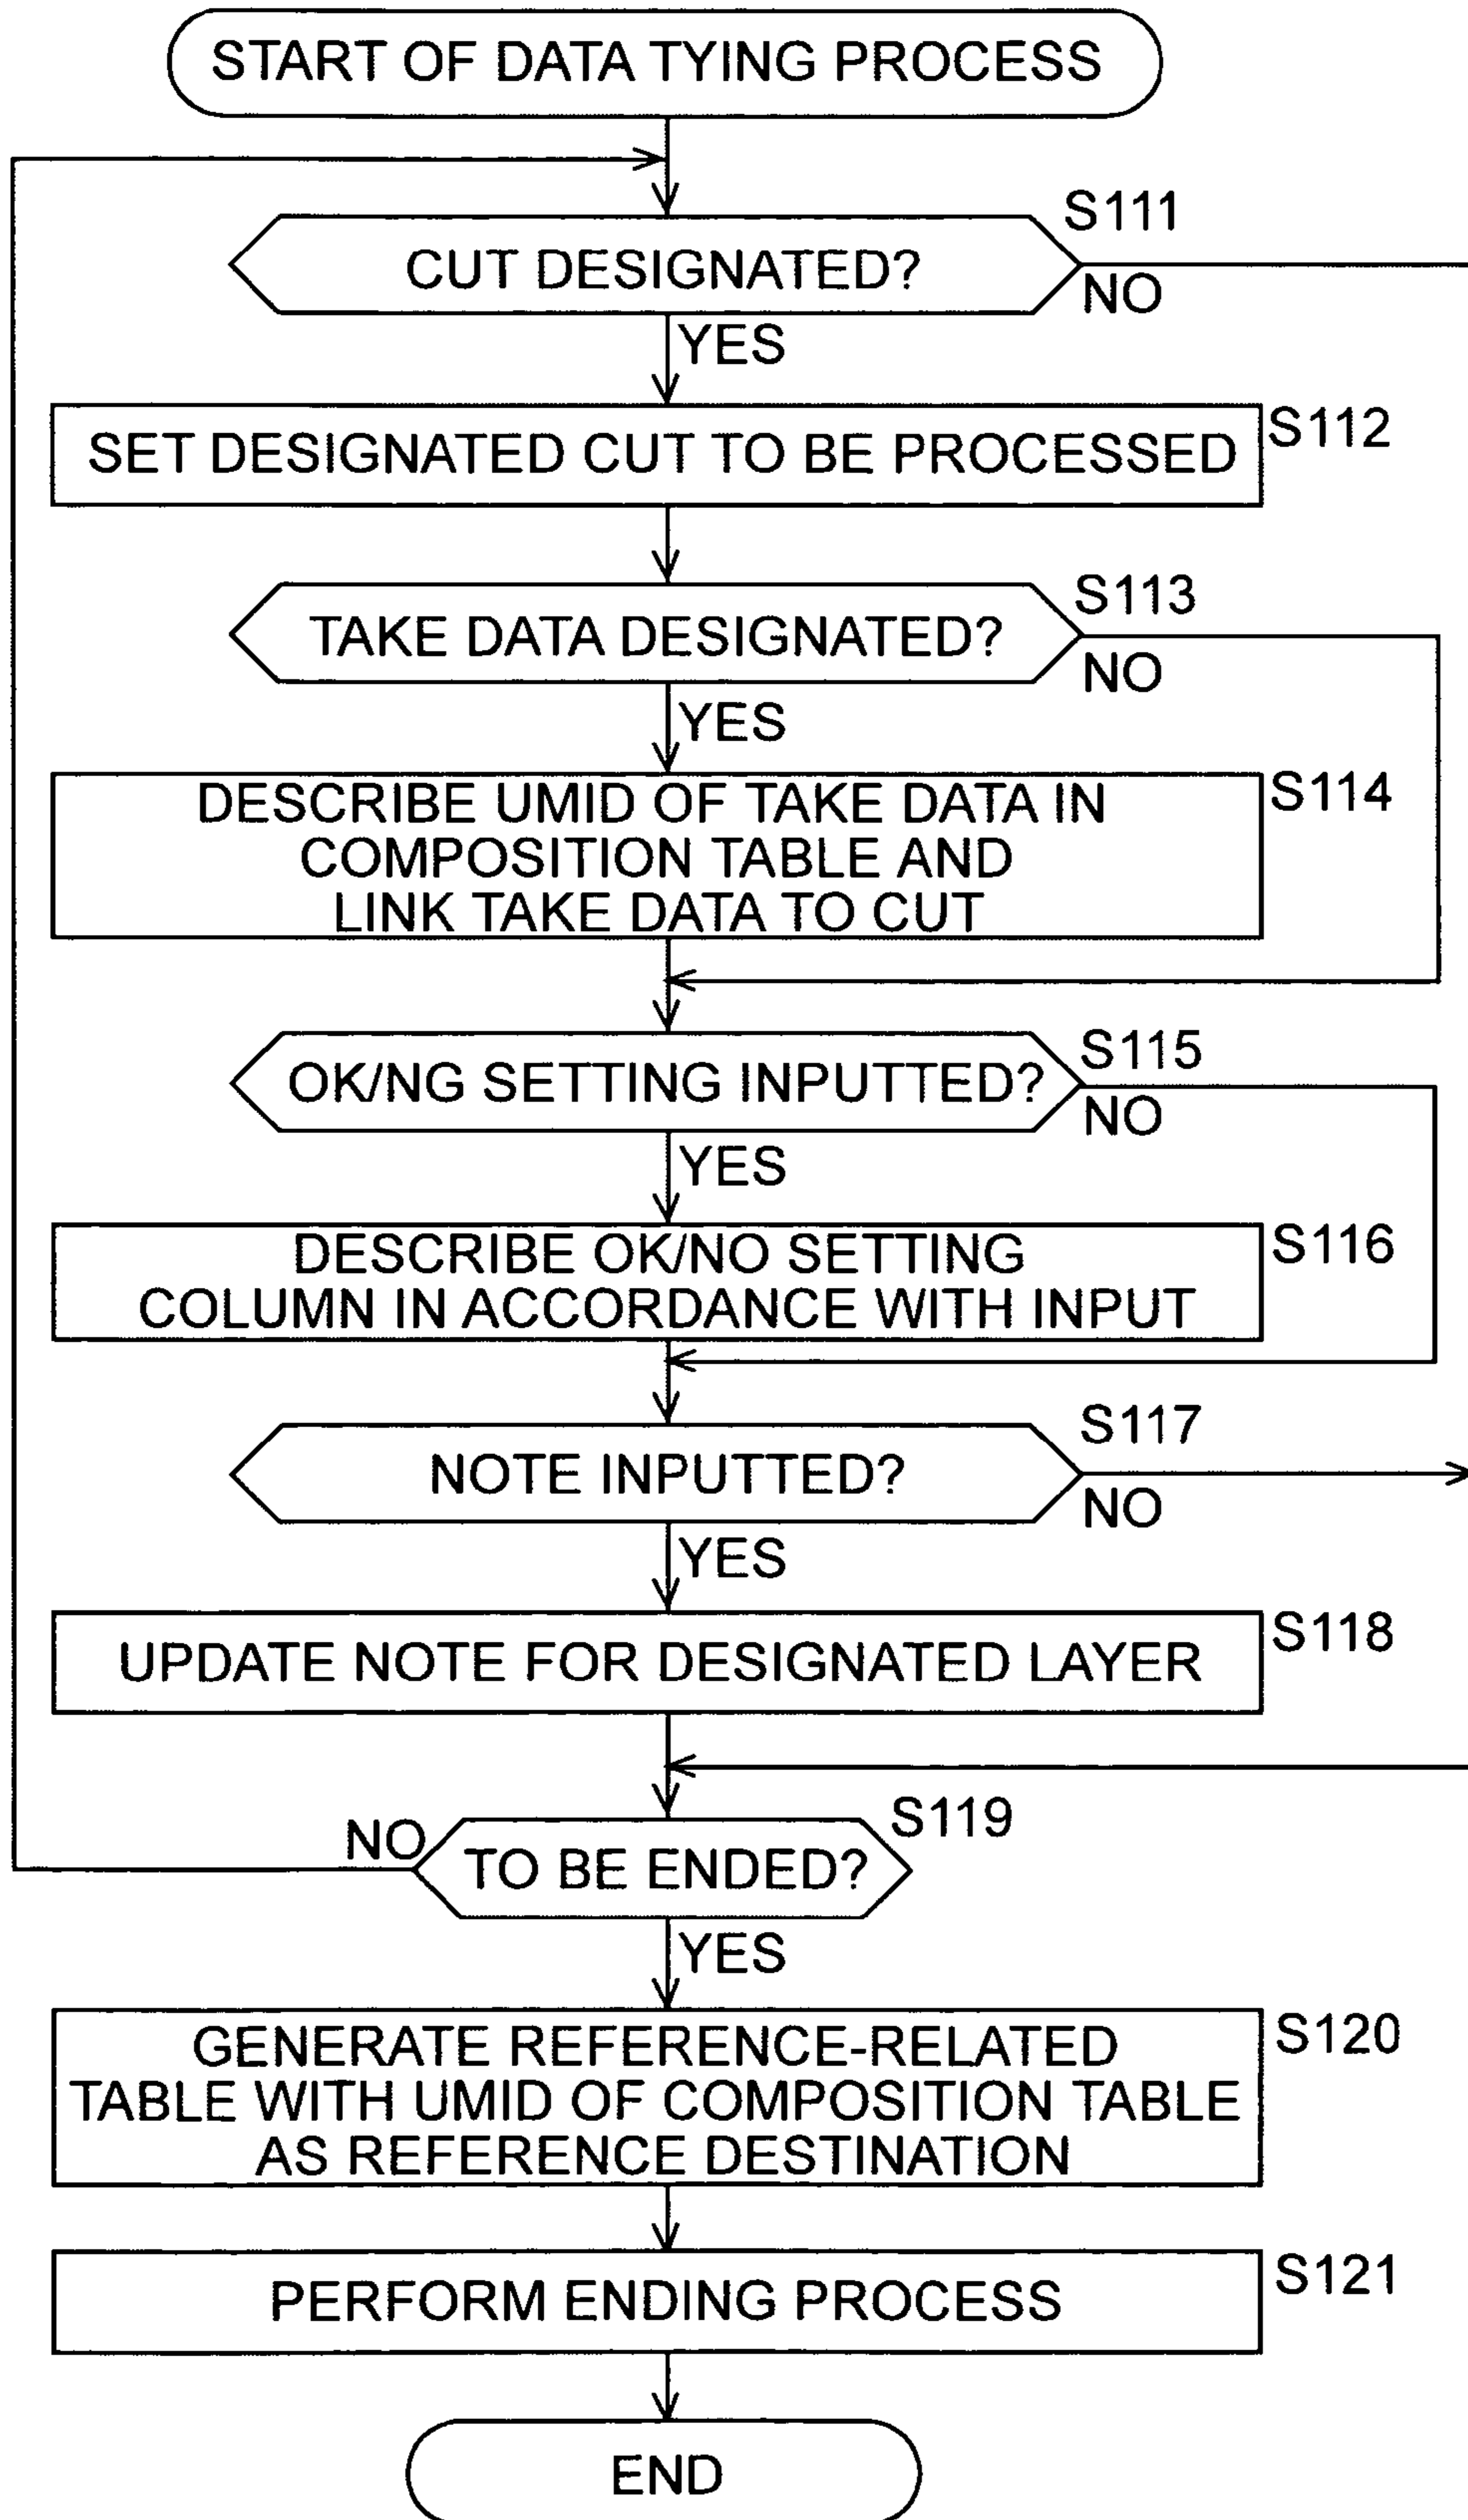 START OF DATA TYING PROCESS
S111
CUT DESIGNATED?
NO
YES
SET DESIGNATED CUT TO BE PROCESSED
S112
TAKE DATA DESIGNATED?
S113
NO
YES
DESCRIBE UMID OF TAKE DATA IN
COMPOSITION TABLE AND
LINK TAKE DATA TO CUT
S114
OK/NG SETTING INPUTTED?
S115
NO
YES
DESCRIBE OK/NO SETTING
COLUMN IN ACCORDANCE WITH INPUT
S116
NOTE INPUTTED?
S117
NO
YES
UPDATE NOTE FOR DESIGNATED LAYER
S118
S119
NO
TO BE ENDED?
YES
GENERATE REFERENCE-RELATED
TABLE WITH UMID OF COMPOSITION TABLE
AS REFERENCE DESTINATION
S120
PERFORM ENDING PROCESS
S121
END